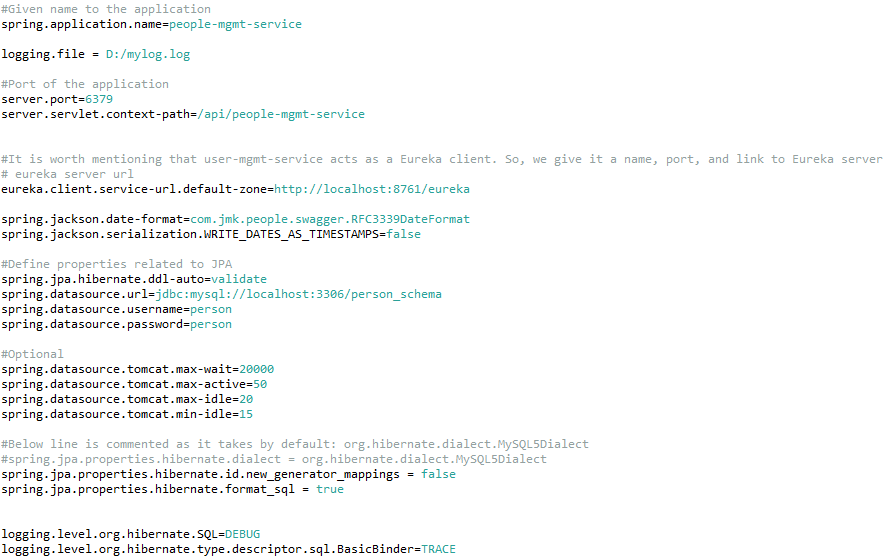 #Given name to the application
spring.application.name=people-mgmt-service
logging.file = D:/mylog.log
#Port of the application
server.port=6379
server.servlet.context-path=/api/people-mgmt-service
#It is worth mentioning that user-mgmt-service acts as a Eureka client. So, we give it a name, port, and link to Eureka server
# eureka server url
eureka.client.service-url.default-zone=http://localhost:8761/eureka
spring.jackson.date-format=com.jmk.people.swagger.RFC3339DateFormat
spring.jackson.serialization.WRITE_DATES_AS_TIMESTAMPS=false
#Define properties related to JPA
spring.jpa.hibernate.ddl-auto=validate
spring.datasource.url=jdbc:mysql://localhost:3306/person_schema
spring.datasource.username=person
spring.datasource.password=person
#Optional
spring.datasource.tomcat.max-wait=20000
spring.datasource.tomcat.max-active=50
spring.datasource.tomcat.max-idle=20
spring.datasource.tomcat.min-idle=15
#Below line is commented as it takes by default: org.hibernate.dialect.MySQL5Dialect
#spring.jpa.properties.hibernate.dialect = org.hibernate.dialect.MySQL5Dialect
spring.jpa.properties.hibernate.id.new_generator_mappings = false
spring.jpa.properties.hibernate.format_sql = true
logging.level.org.hibernate.SQL=DEBUG
logging.level.org.hibernate.type.descriptor.sql.BasicBinder=TRACE